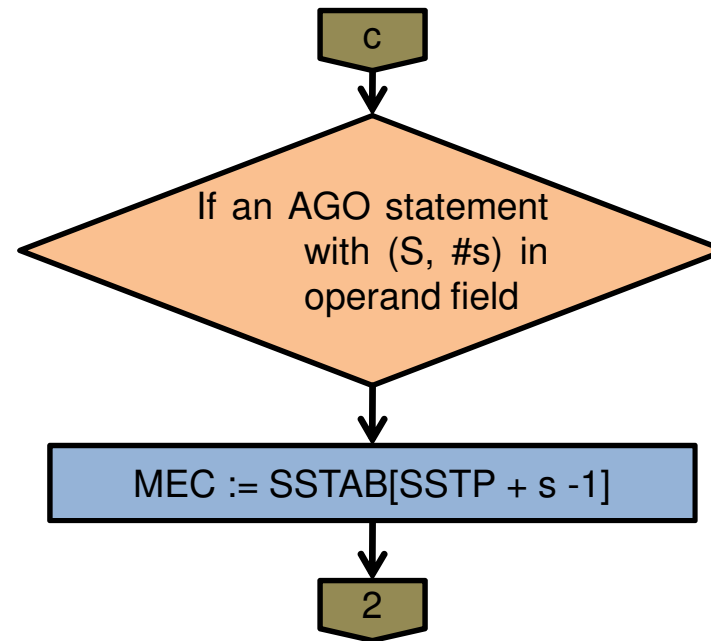 c
If an AGO statement
with (S, #s) in
operand field
MEC := SSTAB[SSTP + s -1]
2